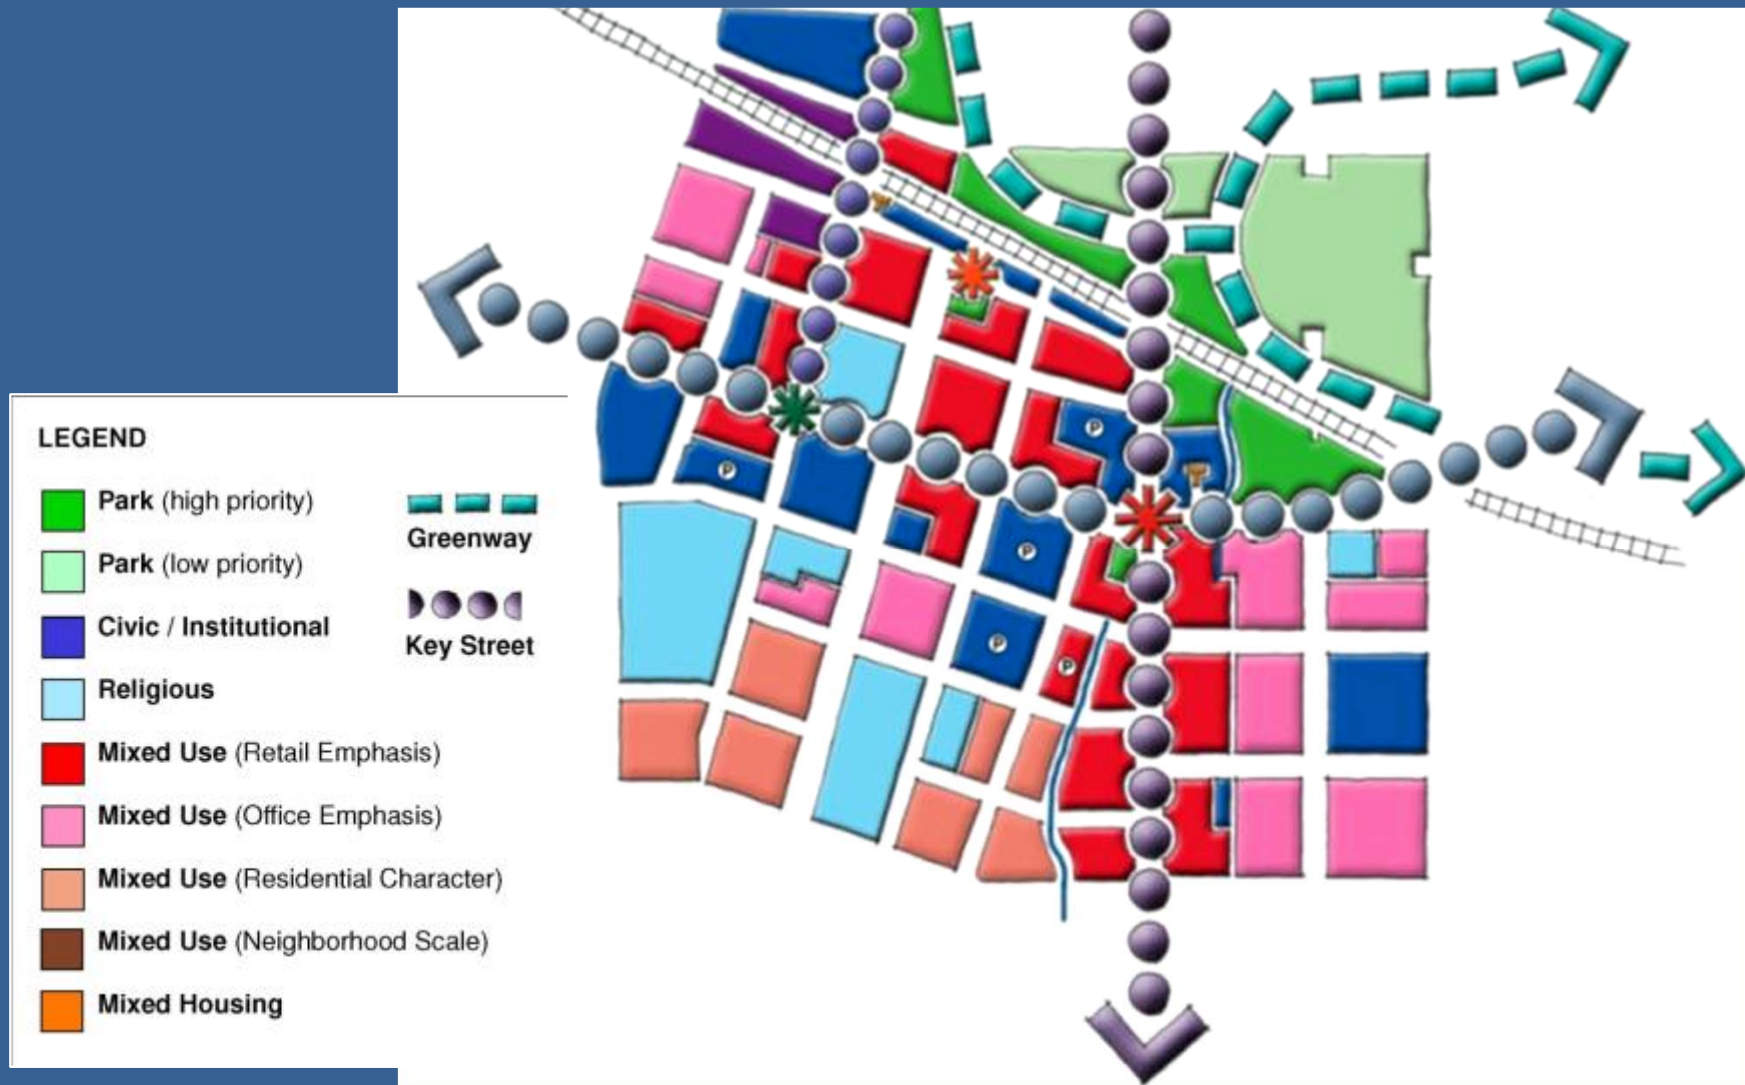 LEGEND
Park (high priority)
Park (low priority)
Civic / Institutional
Religious
Mixed Use (Retail Emphasis)
Mixed Use (Office Emphasis)
Mixed Use (Residential Character)
Mixed Use (Neighborhood Scale)
Mixed Housing
Greenway
Key Street
P
P
P
P
P